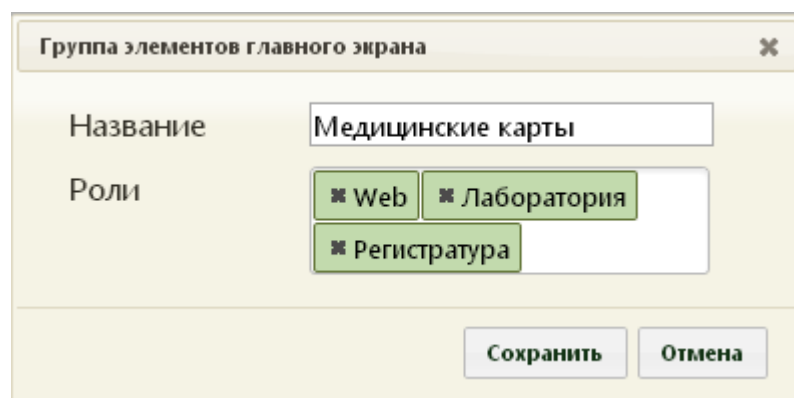 Группа элементов главного экрана
Название Медицинские карты
Роли Web Лаборатория
Регистратура
Сохранить Отмена